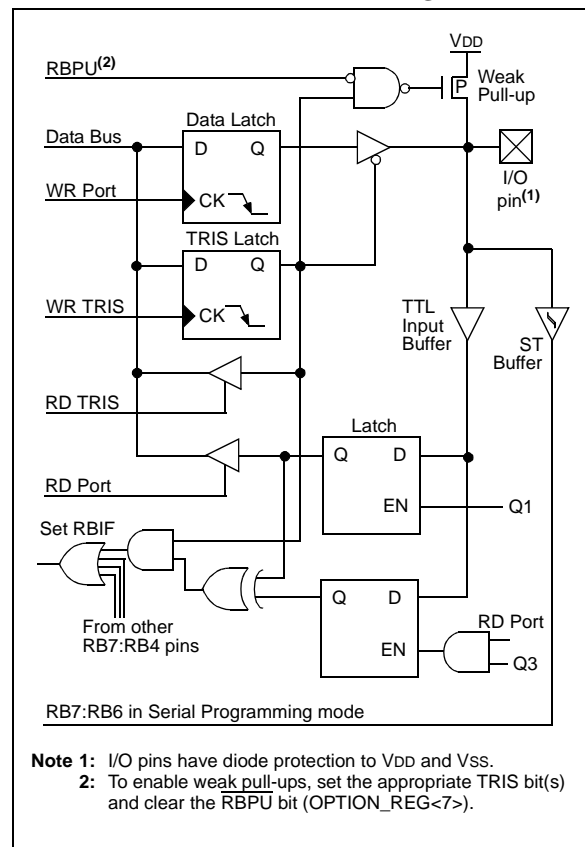 VDD
RBPU(2)
P
Weak
Pull-up
Data Latch
Data Bus
D Q
I/O
pin(1)
WR Port
CK
TRIS Latch
D Q
WR TRIS
CK
TTL
Input
Buffer
ST
Buffer
RD TRIS
Latch
Q D
RD Port
EN
Q1
Set RBIF
Q D
From other
RB7:RB4 pins
RD Port
EN
Q3
RB7:RB6 in Serial Programming mode
Note 1: I/O pins have diode protection to VDD and VSS.
2: To enable weak pull-ups, set the appropriate TRIS bit(s)
and clear the RBPU bit (OPTION_REG<7>).